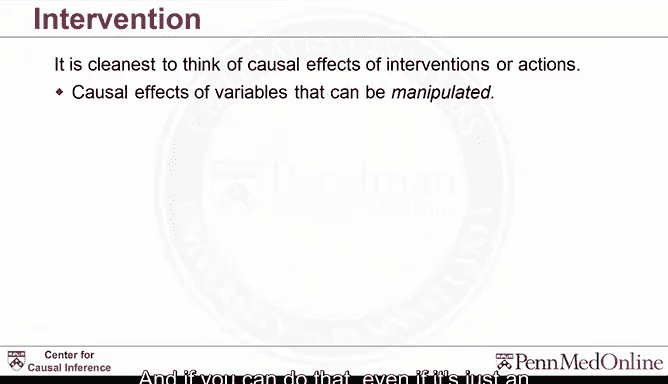 Intervention
It is cleanest to think of causal effects of interventions or actions.
Causal effects of variables that can be manipulated.
Center for
Causal Inference
PennMedOnline
And if you can do that, even if it's just an